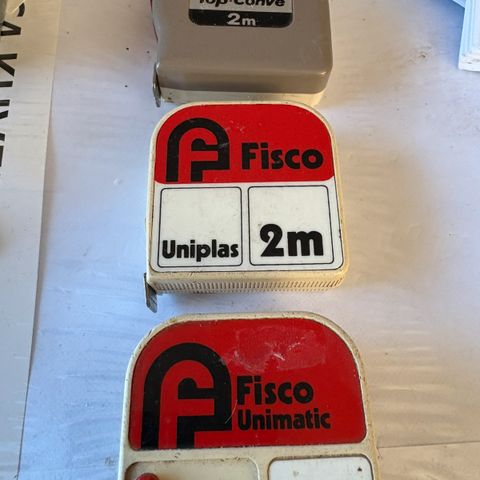 Top-Conve
2m
Fisco
Uniplas
2m
Fisco
Unimatic